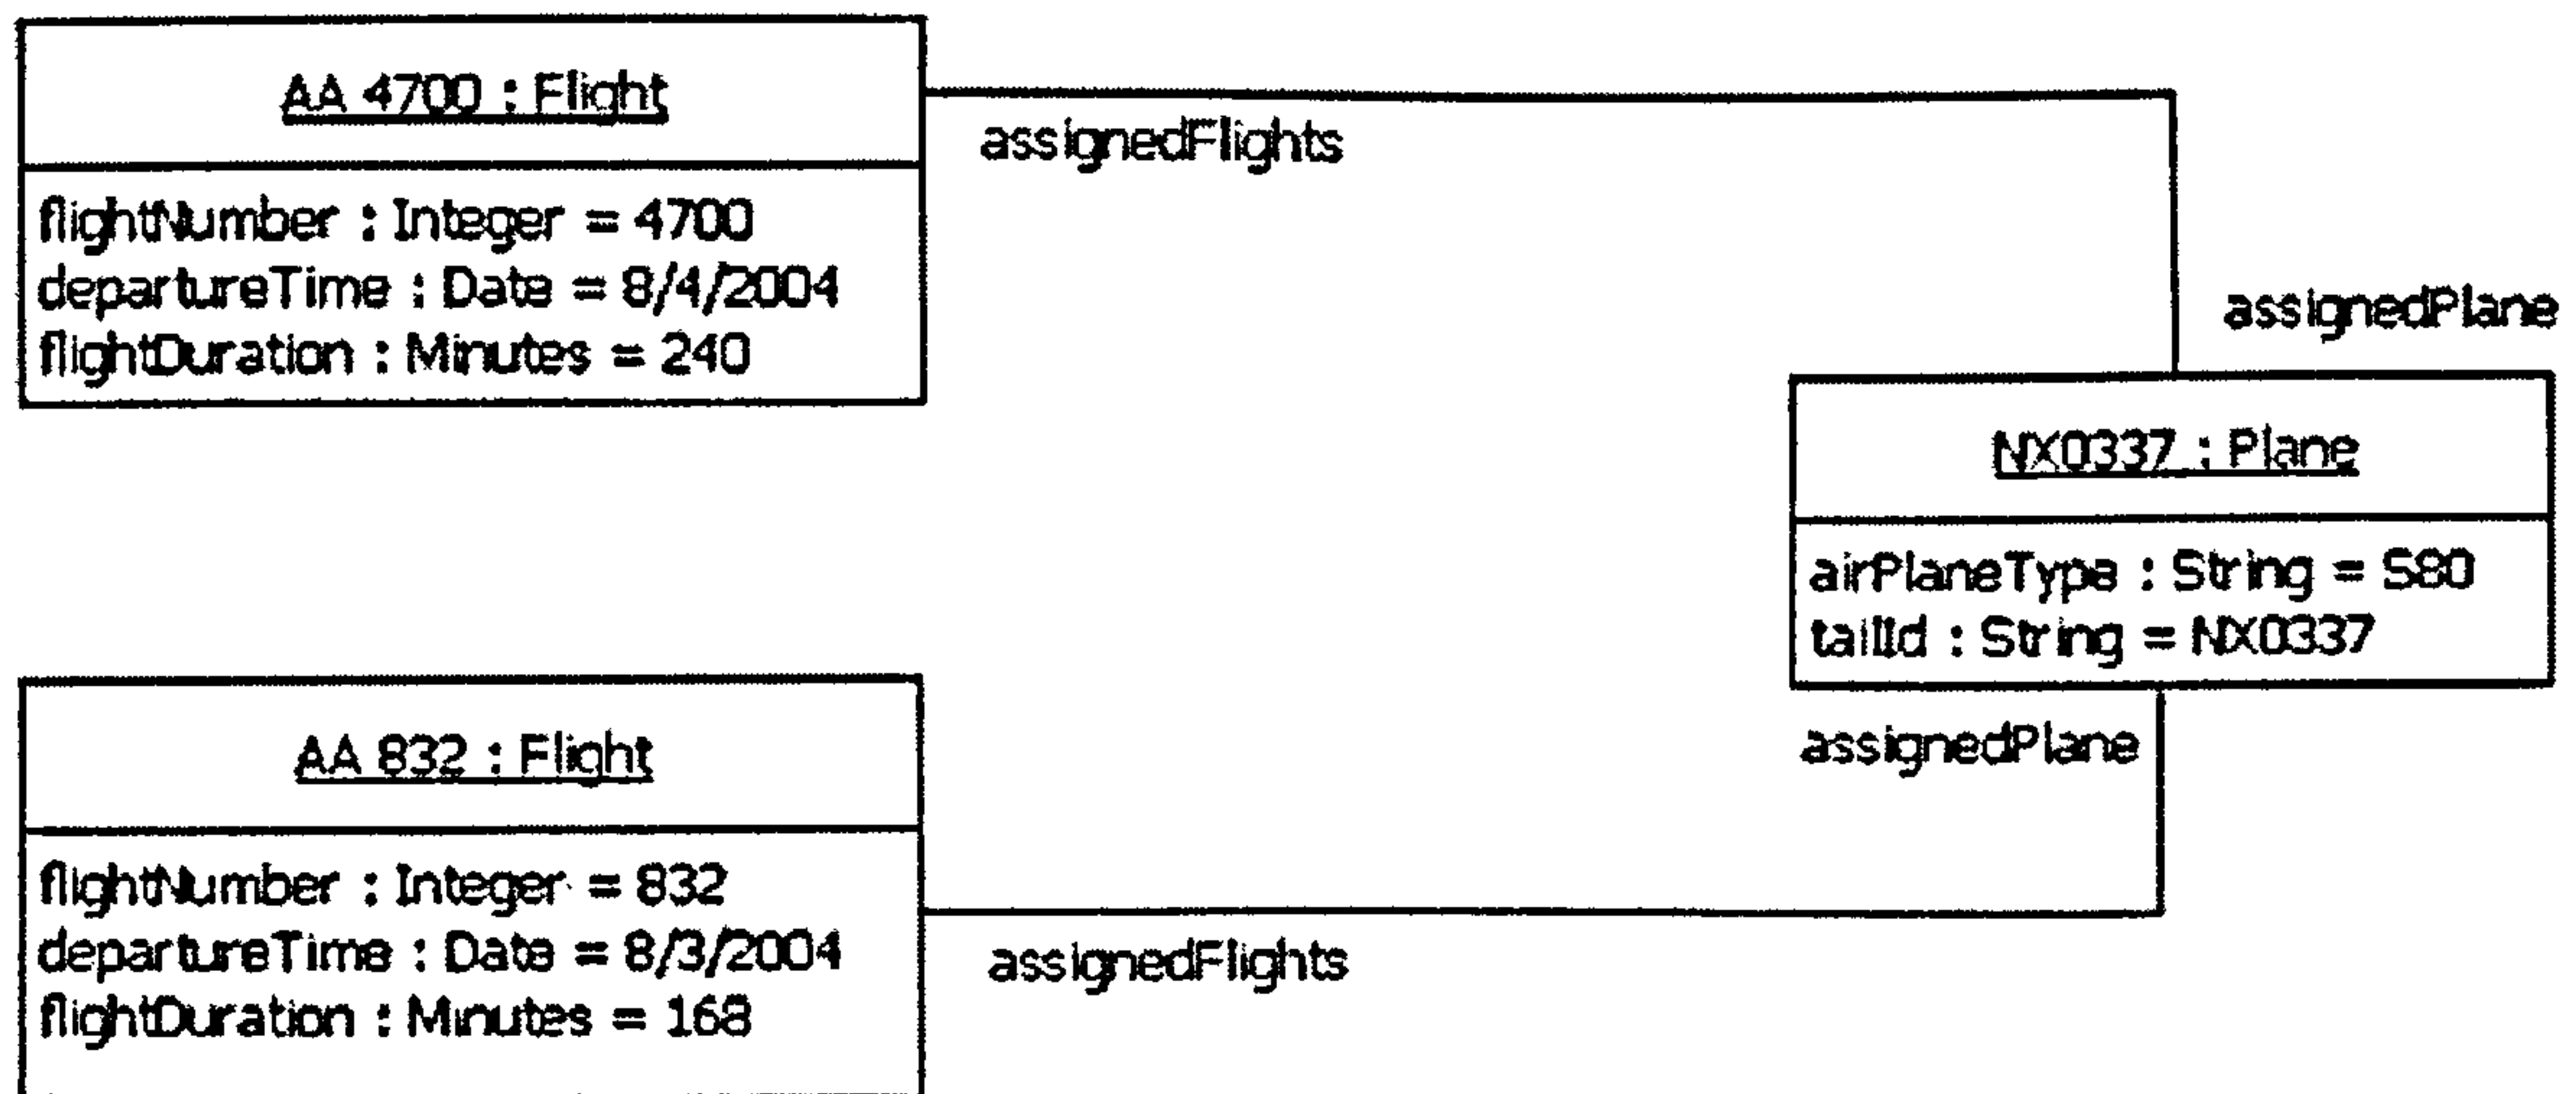 AA 4700 : Flight
flightNumber : Integer = 4700
departureTime : Date = 8/4/2004
flightDuration : Minutes = 240
assignedFlights
assignedPlane
NX0337 : Plane
airPlaneType : String = S80
tailId : String = NX0337
assignedPlane
AA 832 : Flight
flightNumber : Integer = 832
departureTime : Date = 8/3/2004
flightDuration : Minutes = 168
assignedFlights